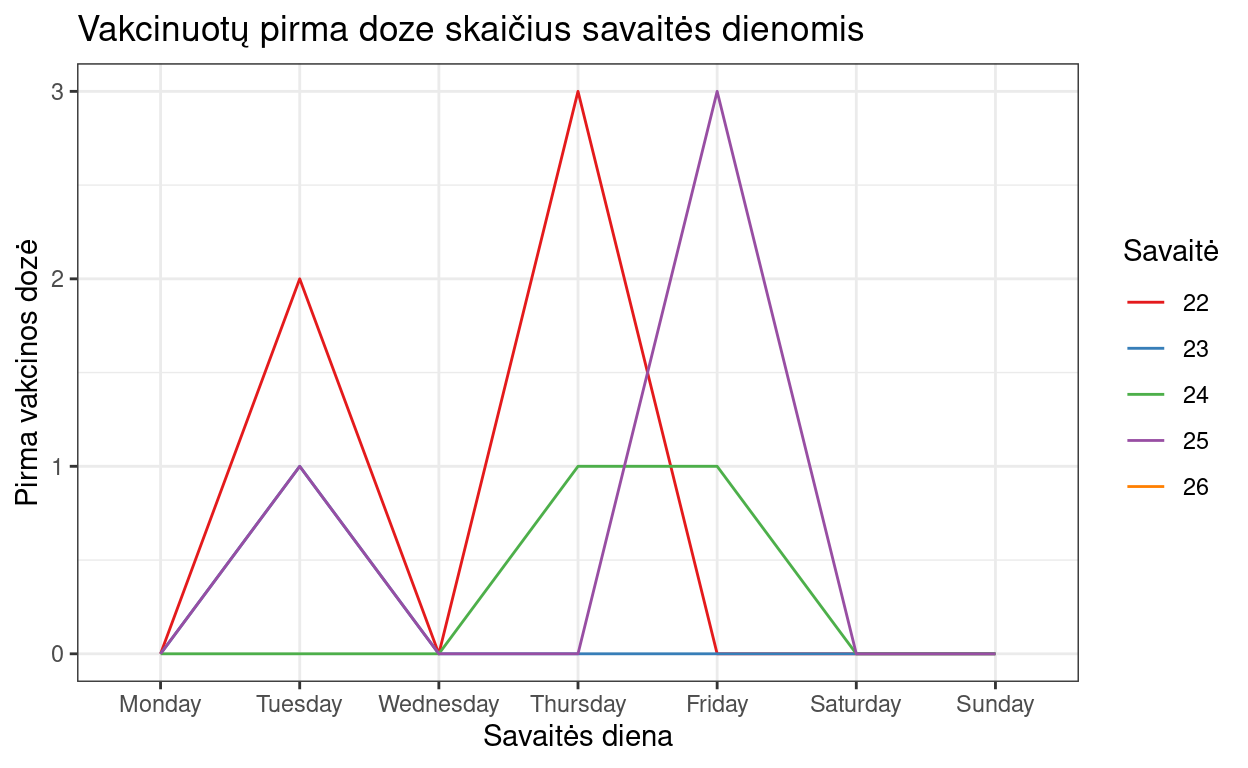 Vakcinuotų pirma doze skaičius savaitės dienomis
Pirma vakcinos dozė
3
2
1
0
Monday Tuesday Wednesday Thursday Friday Saturday Sunday
Savaitės diena
Savaitė
22
23
24
25
26